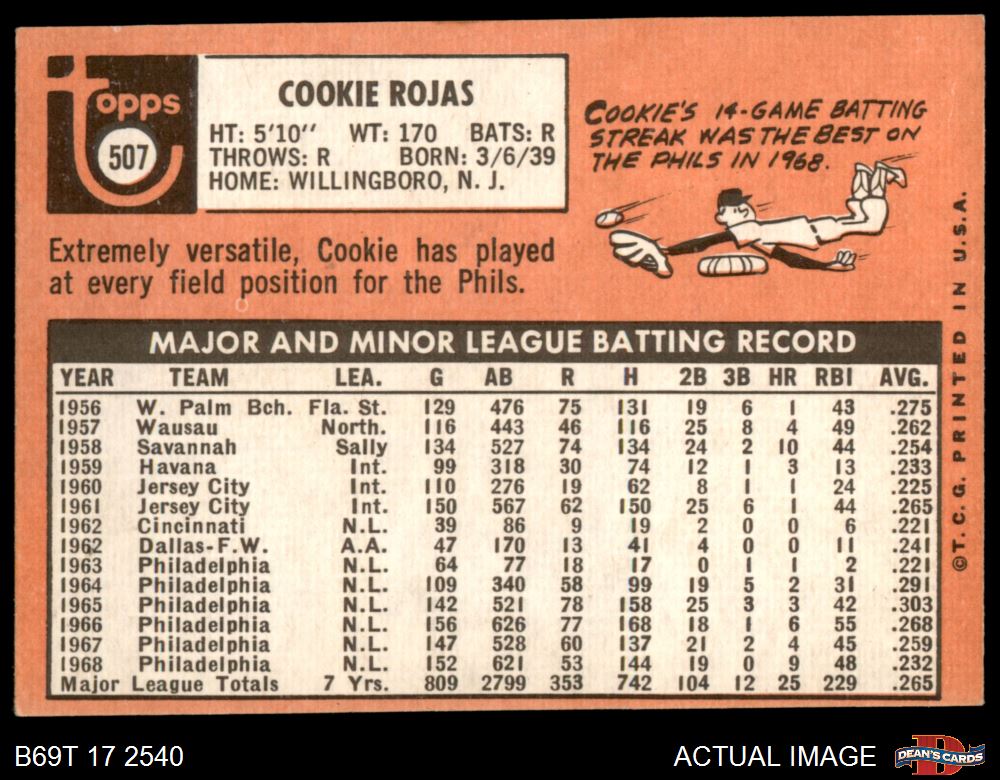 Topps
507
COOKIE ROJAS
HT: 5'10'' WT: 170 BATS: R
THROWS: R BORN: 3/6/39
HOME: WILLINGBORO, N. J.
COOKIE'S 14-GAME BATTING
STREAK WAS THE BEST ON
THE PHILS IN 1968.
Extremely versatile, Cookie has played
at every field position for the Phils.
MAJOR AND MINOR LEAGUE BATTING RECORD
YEAR TEAM LEA. G AB R H 2B 3B HR RBI AVG.
1956 W. Palm Bch. Fla. St. 129 476 75 131 19 6 1 43 .275
1957 Wausau North. 116 443 46 116 25 8 4 49 .262
1958 Savannah Sally 134 527 74 134 24 2 10 44 .254
1959 Havana Int. 99 318 30 74 12 1 3 13 .233
1960 Jersey City Int. 110 276 19 62 8 1 1 24 .225
1961 Jersey City Int. 150 567 62 150 25 6 1 44 .265
1962 Cincinnati N.L. 39 86 9 19 2 0 0 6 .221
1962 Dallas-F.W. A.A. 47 170 13 41 4 0 0 11 .241
1963 Philadelphia N.L. 64 77 18 17 0 1 1 2 .221
1964 Philadelphia N.L. 109 340 58 99 19 5 2 31 .291
1965 Philadelphia N.L. 142 521 78 158 25 3 3 42 .303
1966 Philadelphia N.L. 156 626 77 168 18 1 6 55 .268
1967 Philadelphia N.L. 147 528 60 137 21 2 4 45 .259
1968 Philadelphia N.L. 152 621 53 144 19 0 9 48 .232
Major League Totals 7 Yrs. 809 2799 353 742 104 12 25 229 .265
©T. C. G. PRINTED IN U.S.A.
B69T 17 2540
ACTUAL IMAGE
D
DEAN'S CARDS